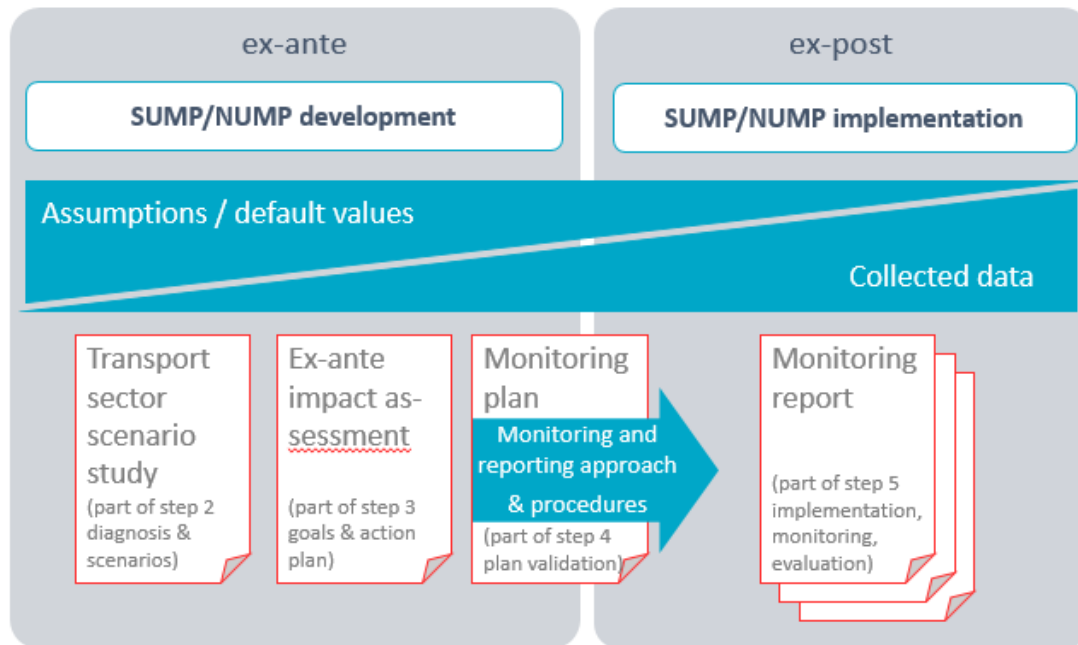 ex-ante
ex-post
SUMP/NUMP development
SUMP/NUMP implementation
Assumptions / default values
Collected data
Transport
sector
scenario
study
(part of step 2
diagnosis &
scenarios)
Ex-ante
impact as-
sessment
(part of step 3
goals & action
plan)
Monitoring
plan
Monitoring and
reporting approach
& procedures
(part of step 4
plan validation)
Monitoring
report
(part of step 5
implementation,
monitoring,
evaluation)